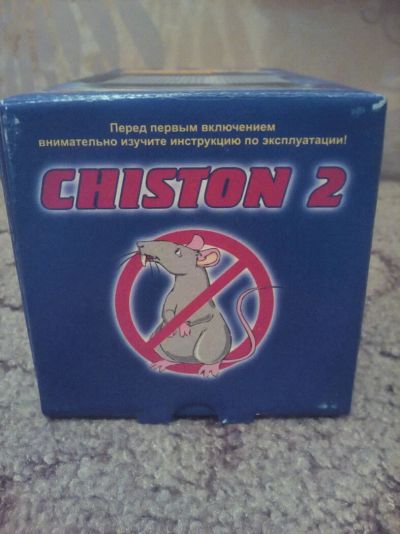 Перед первым включением
внимательно изучите инструкцию по эксплуатации!
CHISTON 2